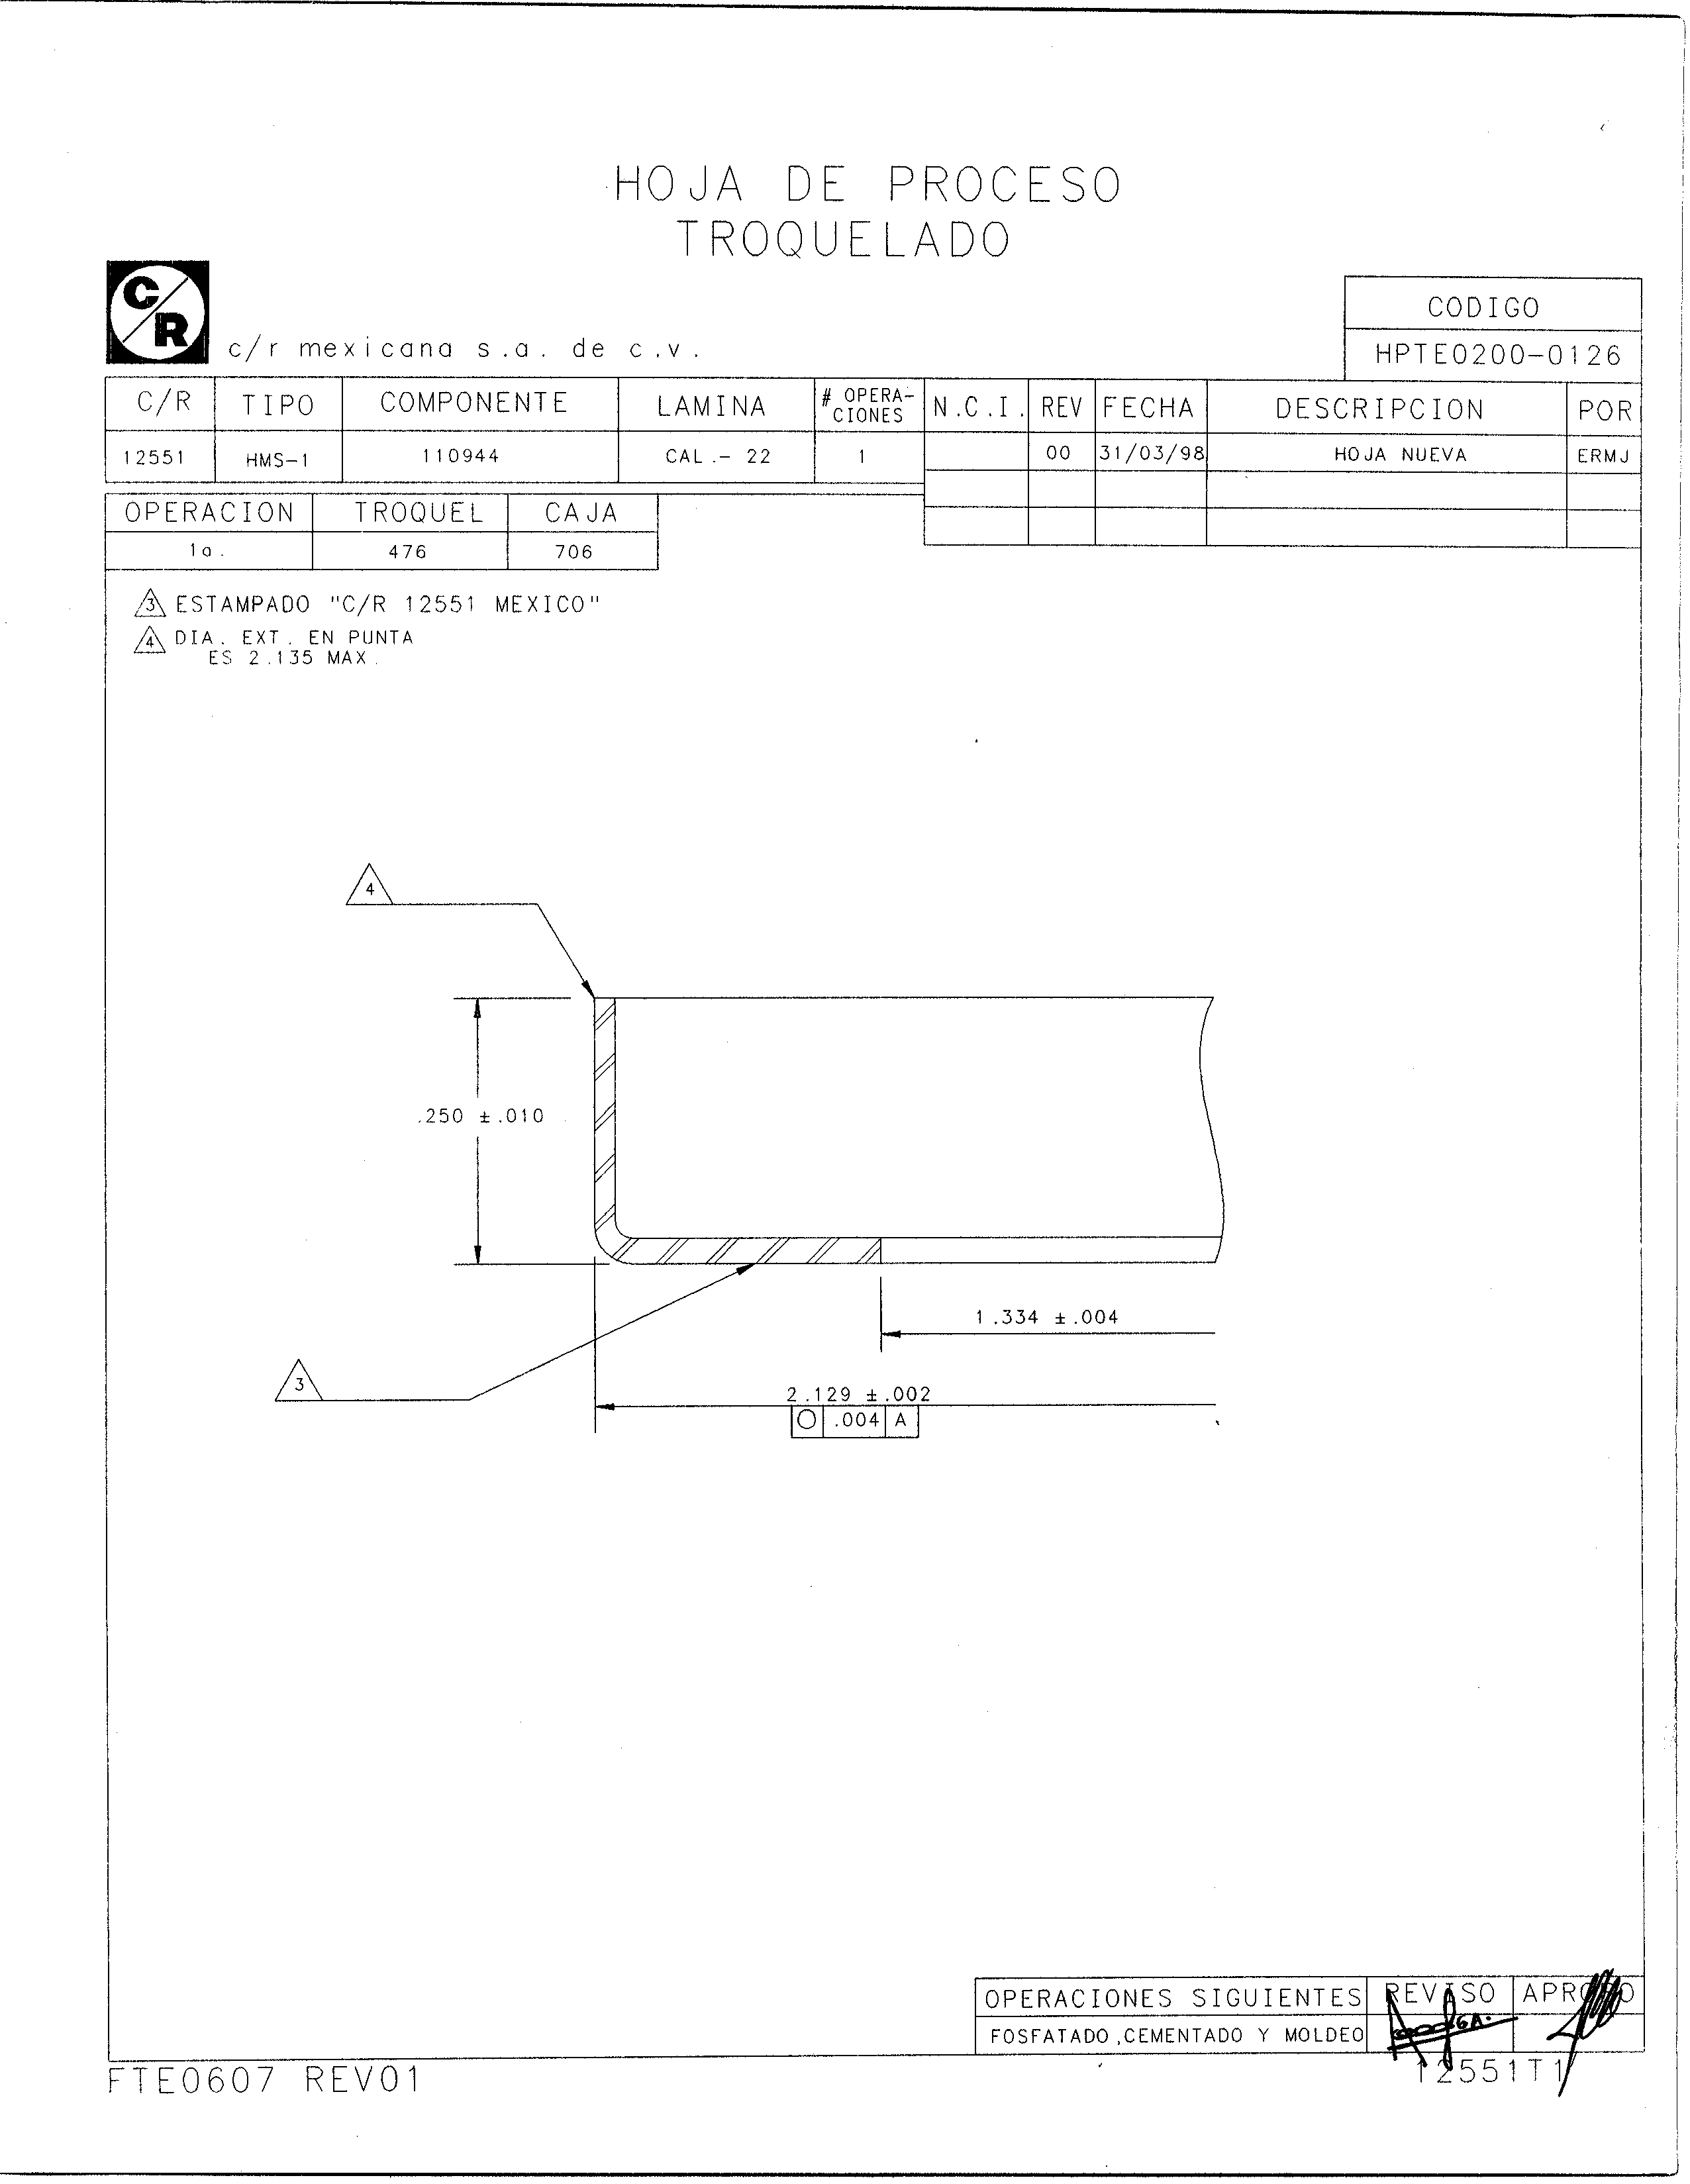 HOJA DE PROCESO
TROQUELADO
C/R
c/r mexicana s.a. de c.v.
CODIGO
HPTE0200-0126
C/R TIPO COMPONENTE LAMINA # OPERA-CIONES N.C.I. REV FECHA DESCRIPCION POR
12551 HMS-1 110944 CAL.- 22 1 00 31/03/98 HOJA NUEVA ERMJ
OPERACION TROQUEL CAJA
1a. 476 706
3 ESTAMPADO "C/R 12551 MEXICO"
4 DIA. EXT. EN PUNTA
ES 2.135 MAX.
4
.250 ±.010
1.334 ±.004
3
2.129 ±.002
.004 A
OPERACIONES SIGUIENTES REVISO APROBO
FOSFATADO,CEMENTADO Y MOLDEO
FTE0607 REV01
12551T1